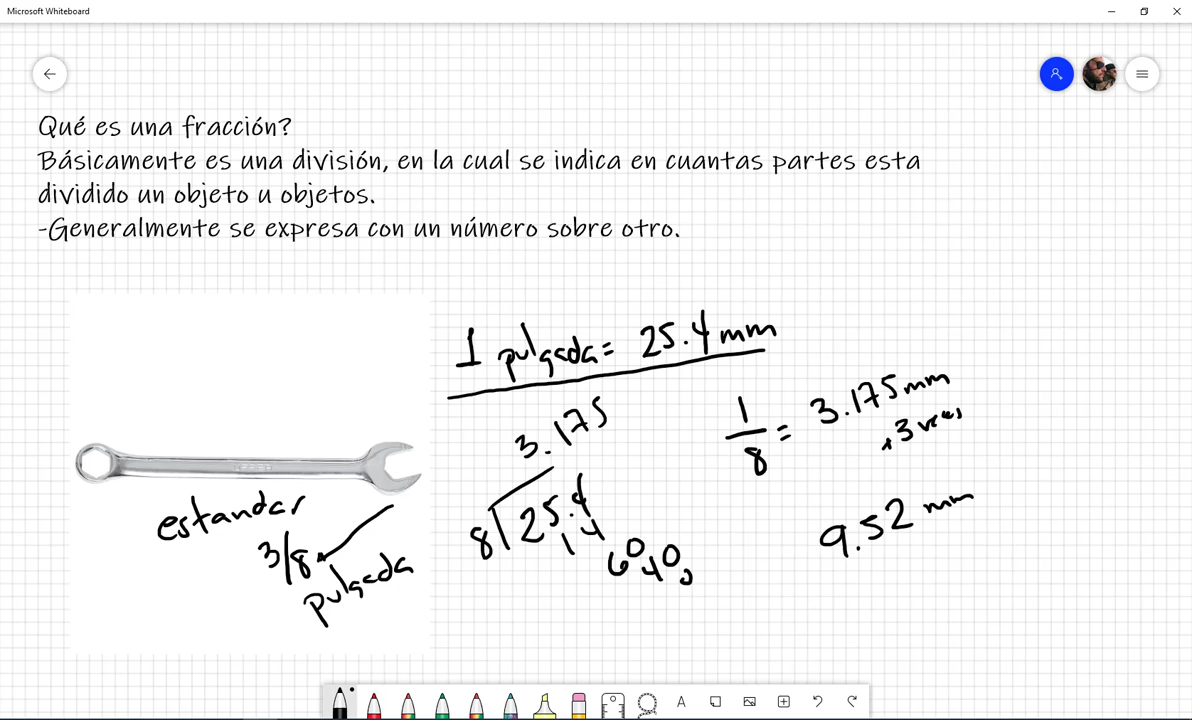 Microsoft Whiteboard
Qué es una fracción?
Básicamente es una división, en la cual se indica en cuantas partes esta
dividido un objeto u objetos.
-Generalmente se expresa con un número sobre otro.
1 pulgada = 25.4 mm
3.175
8 25.4
14
60
40
0
estandar
3/8
pulgada
1/8 = 3.175 mm
x 3 veces
9.52 mm
A